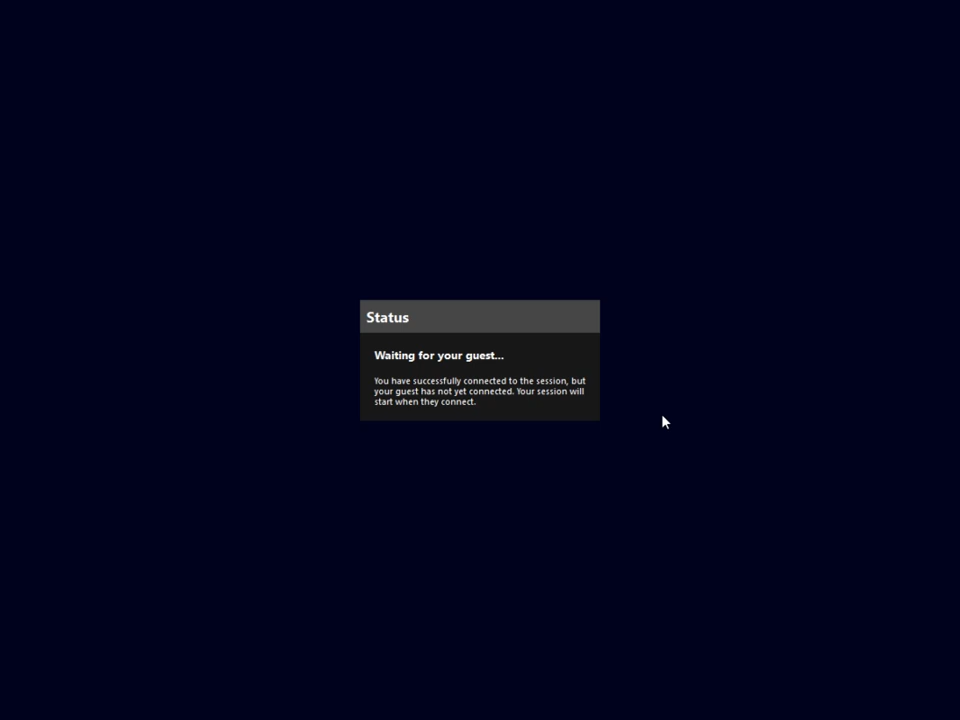 Status
Waiting for your guest...
You have successfully connected to the session, but
your guest has not yet connected. Your session will
start when they connect.